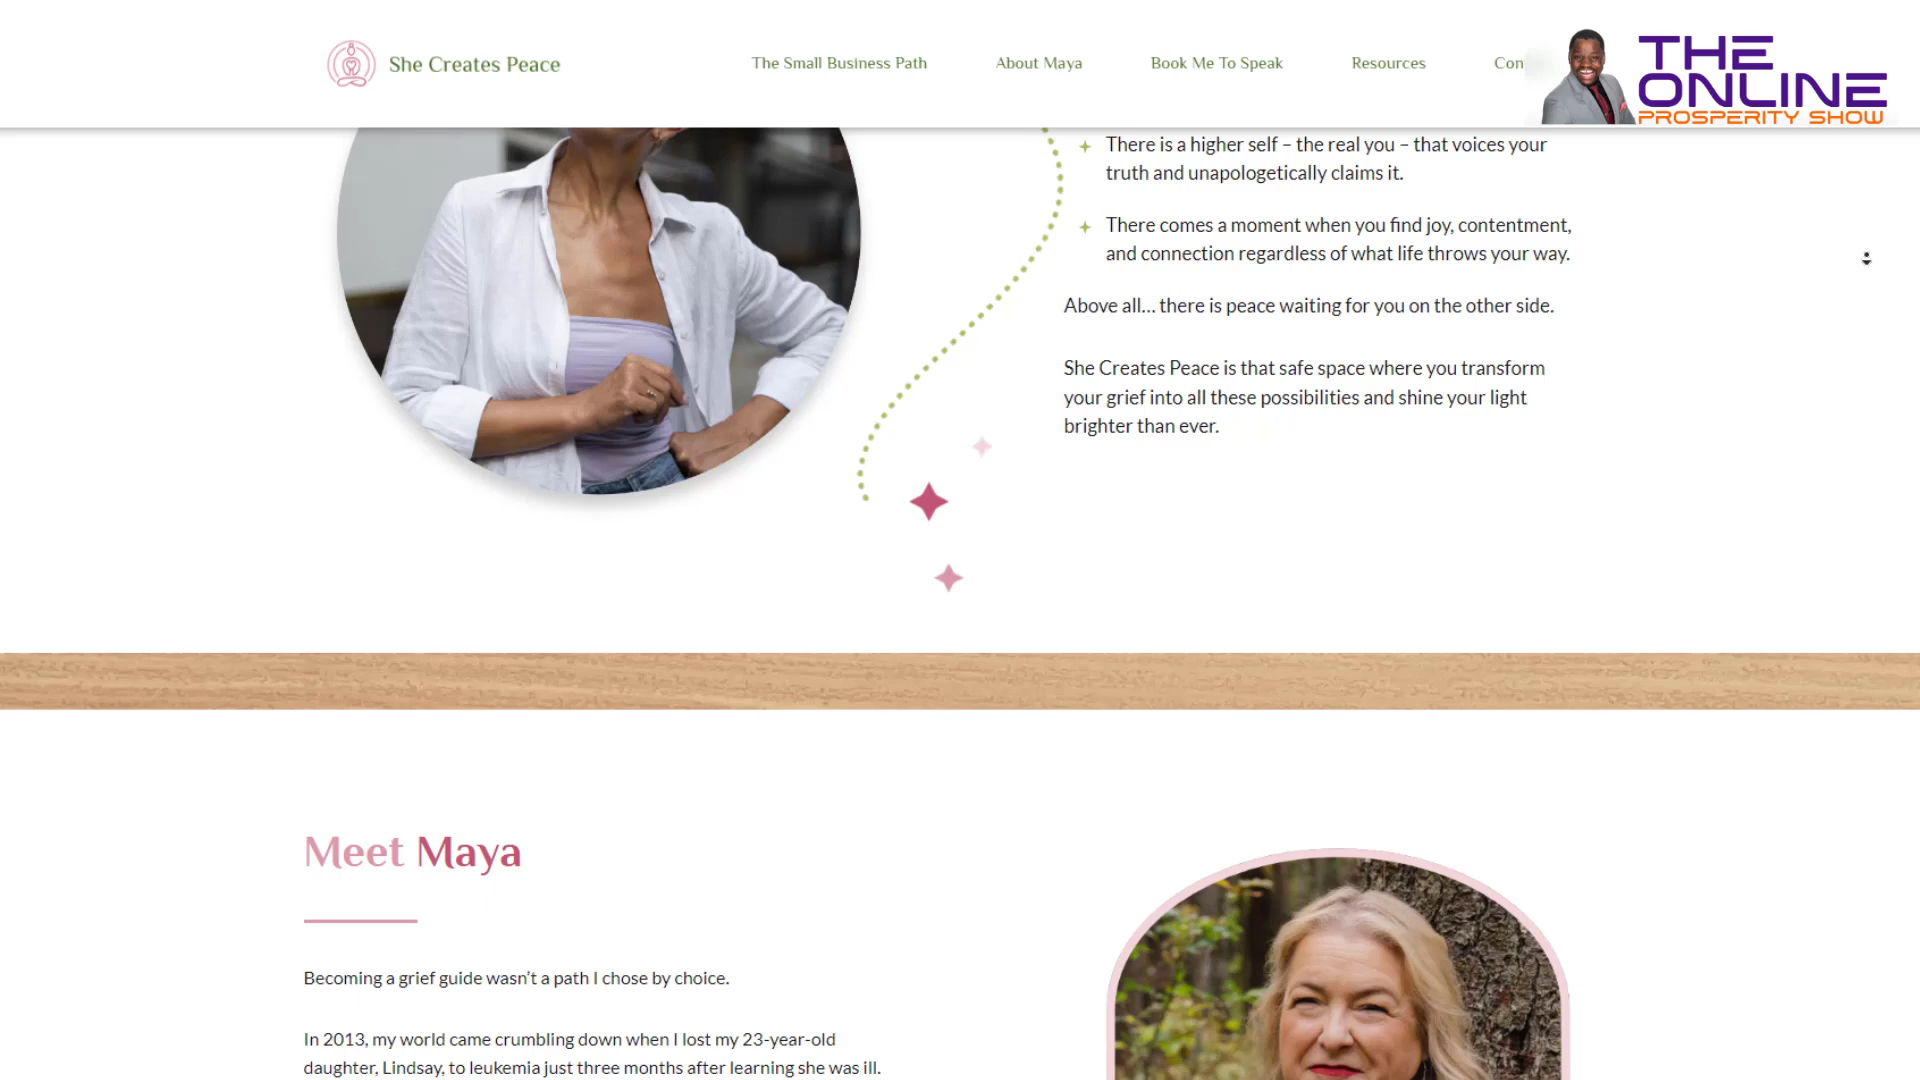 She Creates Peace
The Small Business Path
About Maya
Book Me To Speak
Resources
Con
THE
ONLINE
PROSPERITY SHOW
There is a higher self – the real you – that voices your
truth and unapologetically claims it.
There comes a moment when you find joy, contentment,
and connection regardless of what life throws your way.
Above all… there is peace waiting for you on the other side.
She Creates Peace is that safe space where you transform
your grief into all these possibilities and shine your light
brighter than ever.
Meet Maya
Becoming a grief guide wasn’t a path I chose by choice.
In 2013, my world came crumbling down when I lost my 23-year-old
daughter, Lindsay, to leukemia just three months after learning she was ill.